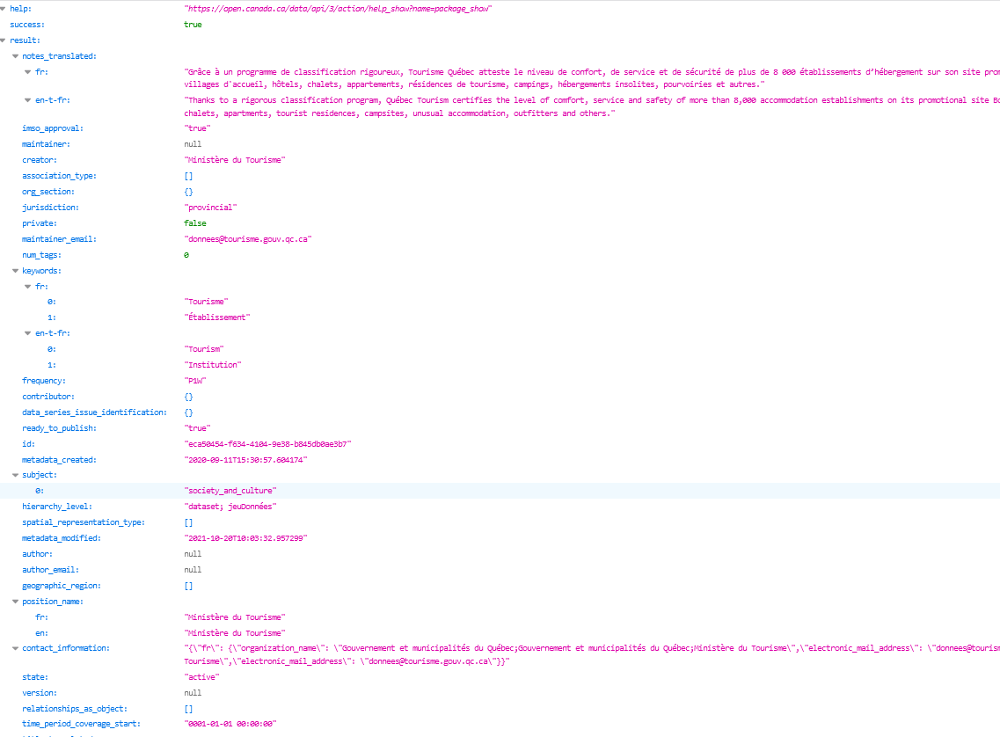 help: "https://open.canada.ca/data/api/3/action/help_show?name=package_show"
success: true
result:
notes_translated:
fr: "Grâce à un programme de classification rigoureux, Tourisme Québec atteste le niveau de confort, de service et de sécurité de plus de 8 000 établissements d’hébergement sur son site pro
villages d'accueil, hôtels, chalets, appartements, résidences de tourisme, campings, hébergements insolites, pourvoiries et autres."
en-t-fr: "Thanks to a rigorous classification program, Québec Tourism certifies the level of comfort, service and safety of more than 8,000 accommodation establishments on its promotional site Bo
chalets, apartments, tourist residences, campsites, unusual accommodation, outfitters and others."
imso_approval: "true"
maintainer: null
creator: "Ministère du Tourisme"
association_type: []
org_section: {}
jurisdiction: "provincial"
private: false
maintainer_email: "donnees@tourisme.gouv.qc.ca"
num_tags: 0
keywords:
fr:
0: "Tourisme"
1: "Établissement"
en-t-fr:
0: "Tourism"
1: "Institution"
frequency: "P1W"
contributor: {}
data_series_issue_identification: {}
ready_to_publish: "true"
id: "eca50454-f634-4104-9e38-b845db0ae3b7"
metadata_created: "2020-09-11T15:30:57.604174"
subject:
0: "society_and_culture"
hierarchy_level: "dataset; jeuDonnées"
spatial_representation_type: []
metadata_modified: "2021-10-20T10:03:32.957299"
author: null
author_email: null
geographic_region: []
position_name:
fr: "Ministère du Tourisme"
en: "Ministère du Tourisme"
contact_information: "{\"fr\": {\"organization_name\": \"Gouvernement et municipalités du Québec;Gouvernement et municipalités du Québec;Ministère du Tourisme\",\"electronic_mail_address\": \"donnees@tourism
Tourisme\",\"electronic_mail_address\": \"donnees@tourisme.gouv.qc.ca\"}}"
state: "active"
version: null
relationships_as_object: []
time_period_coverage_start: "0001-01-01 00:00:00"